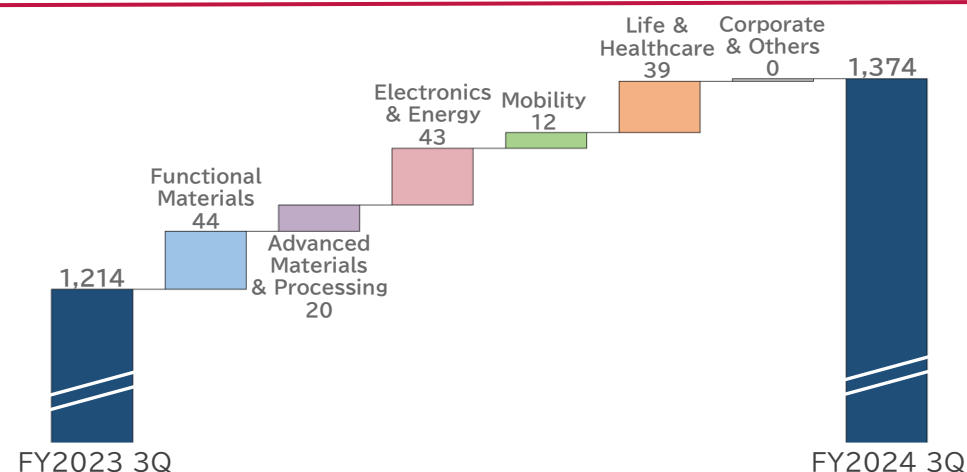 1,214
Functional
Materials
44
Advanced
Materials
& Processing
20
Electronics
& Energy
43
Mobility
12
Life &
Healthcare
39
Corporate
& Others
0
1,374
FY2023 3Q
FY2024 3Q